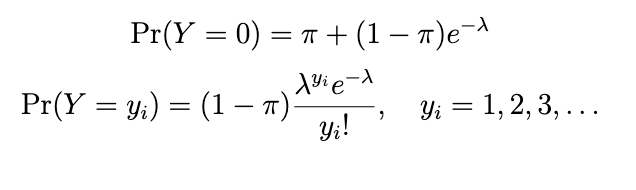 Pr(Y = 0) = π + (1 − π)e^{−λ}
Pr(Y = y_i) = (1 − π) \frac{λ^{y_i} e^{−λ}}{y_i!},   y_i = 1, 2, 3, …